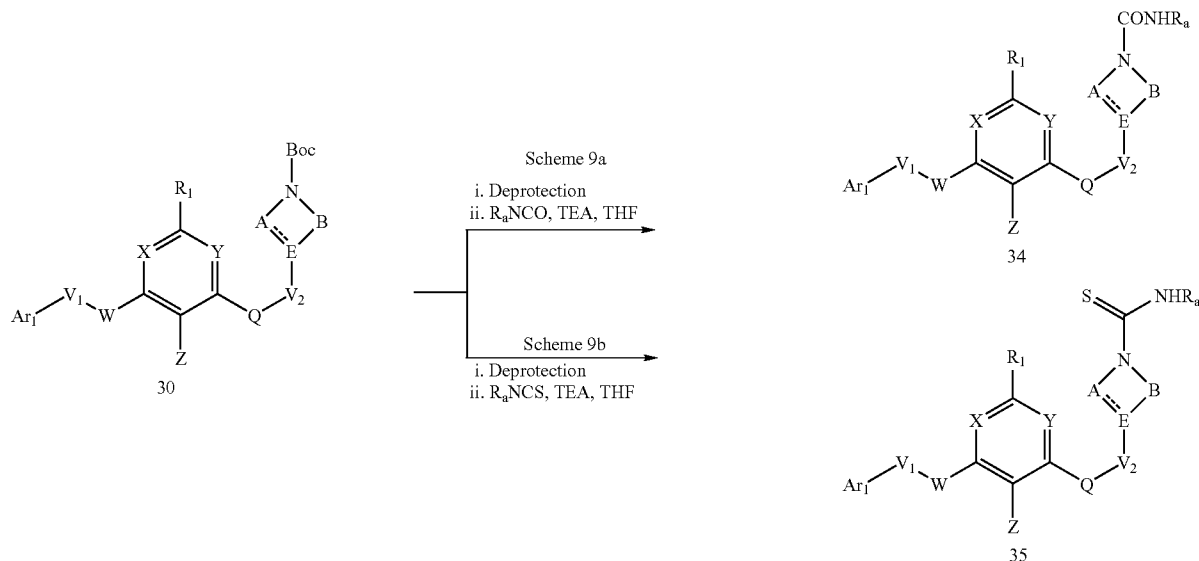 Boc
N
A
B
E
R1
X
Y
V1
V2
Ar1
W
Q
Z
30
Scheme 9a
i. Deprotection
ii. RaNCO, TEA, THF
Scheme 9b
i. Deprotection
ii. RaNCS, TEA, THF
CONHRa
N
A
B
E
R1
X
Y
V1
V2
Ar1
W
Q
Z
34
S
NHRa
N
A
B
E
R1
X
Y
V1
V2
Ar1
W
Q
Z
35